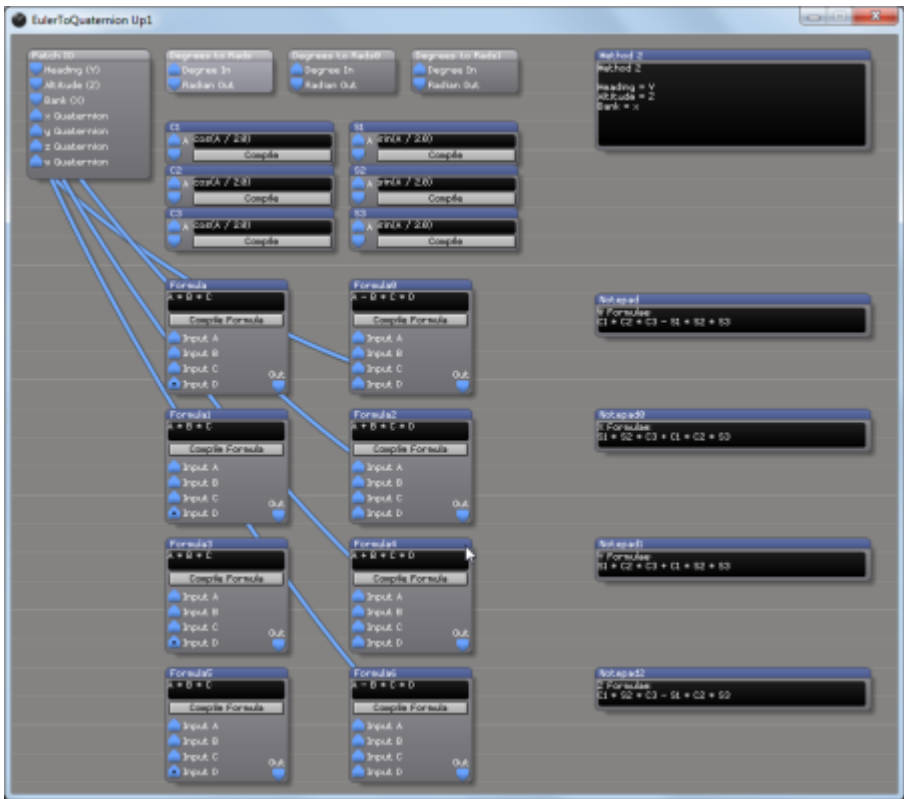 EulerToQuaternion Up1
Patch IO
Heading (Y)
Altitude (Z)
Bank (X)
x Quaternion
y Quaternion
z Quaternion
w Quaternion
Degrees to Rads
Degree In
Radian Out
Degrees to Rads0
Degree In
Radian Out
Degrees to Rads1
Degree In
Radian Out
Method 2
Method 2
Heading = Y
Altitude = Z
Bank = x
C1
A cos(A / 2.0)
Compile
S1
A sin(A / 2.0)
Compile
C2
A cos(A / 2.0)
Compile
S2
A sin(A / 2.0)
Compile
C3
A cos(A / 2.0)
Compile
S3
A sin(A / 2.0)
Compile
Formula
A * B * C
Compile Formula
Input A
Input B
Input C
Out
Input D
Formula0
A - B * C * D
Compile Formula
Input A
Input B
Input C
Out
Input D
Notepad
W Formulae
C1 * C2 * C3 - S1 * S2 * S3
Formula1
A * B * C
Compile Formula
Input A
Input B
Input C
Out
Input D
Formula2
A + B * C * D
Compile Formula
Input A
Input B
Input C
Out
Input D
Notepad0
X Formulae
S1 * S2 * C3 + C1 * C2 * S3
Formula3
A * B * C
Compile Formula
Input A
Input B
Input C
Out
Input D
Formula4
A + B * C * D
Compile Formula
Input A
Input B
Input C
Out
Input D
Notepad1
Y Formulae
S1 * C2 * C3 + C1 * S2 * S3
Formula5
A * B * C
Compile Formula
Input A
Input B
Input C
Out
Input D
Formula6
A - B * C * D
Compile Formula
Input A
Input B
Input C
Out
Input D
Notepad2
Z Formulae
C1 * S2 * C3 - S1 * C2 * S3